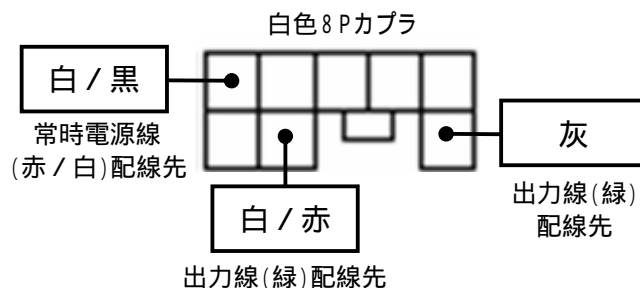 白色8Pカプラ
白/黒
常時電源線
(赤/白)配線先
灰
出力線(緑)
配線先
白/赤
出力線(緑)配線先